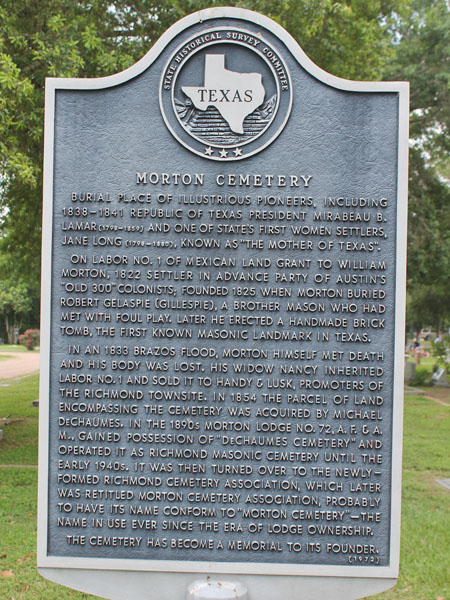 STATE HISTORICAL SURVEY COMMITTEE
TEXAS
MORTON CEMETERY
BURIAL PLACE OF ILLUSTRIOUS PIONEERS, INCLUDING
1838-1841 REPUBLIC OF TEXAS PRESIDENT MIRABEAU B.
LAMAR (1798-1859) AND ONE OF STATE'S FIRST WOMEN SETTLERS,
JANE LONG (1798-1880), KNOWN AS "THE MOTHER OF TEXAS".
ON LABOR NO. 1 OF MEXICAN LAND GRANT TO WILLIAM
MORTON, 1822 SETTLER IN ADVANCE PARTY OF AUSTIN'S
"OLD 300" COLONISTS; FOUNDED 1825 WHEN MORTON BURIED
ROBERT GELASPIE (GILLESPIE), A BROTHER MASON WHO HAD
MET WITH FOUL PLAY. LATER HE ERECTED A HANDMADE BRICK
TOMB, THE FIRST KNOWN MASONIC LANDMARK IN TEXAS.
IN AN 1833 BRAZOS FLOOD, MORTON HIMSELF MET DEATH
AND HIS BODY WAS LOST. HIS WIDOW NANCY INHERITED
LABOR NO. 1 AND SOLD IT TO HANDY & LUSK, PROMOTERS OF
THE RICHMOND TOWNSITE. IN 1854 THE PARCEL OF LAND
ENCOMPASSING THE CEMETERY WAS ACQUIRED BY MICHAEL
DeCHAUMES. IN THE 1890s MORTON LODGE NO. 72, A. F. & A.
M., GAINED POSSESSION OF "DeCHAUMES CEMETERY" AND
OPERATED IT AS RICHMOND MASONIC CEMETERY UNTIL THE
EARLY 1940s. IT WAS THEN TURNED OVER TO THE NEWLY-
FORMED RICHMOND CEMETERY ASSOCIATION, WHICH LATER
WAS RETITLED MORTON CEMETERY ASSOCIATION, PROBABLY
TO HAVE ITS NAME CONFORM TO "MORTON CEMETERY"—THE
NAME IN USE EVER SINCE THE ERA OF LODGE OWNERSHIP.
THE CEMETERY HAS BECOME A MEMORIAL TO ITS FOUNDER.
(1972)